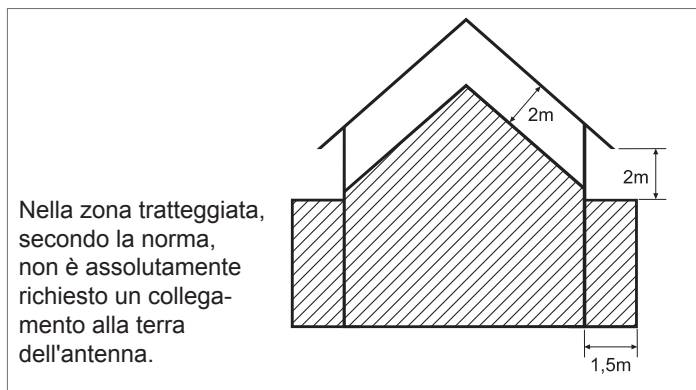 Nella zona tratteggiata,
secondo la norma,
non è assolutamente
richiesto un collega-
mento alla terra
dell'antenna.
2m
2m
1,5m